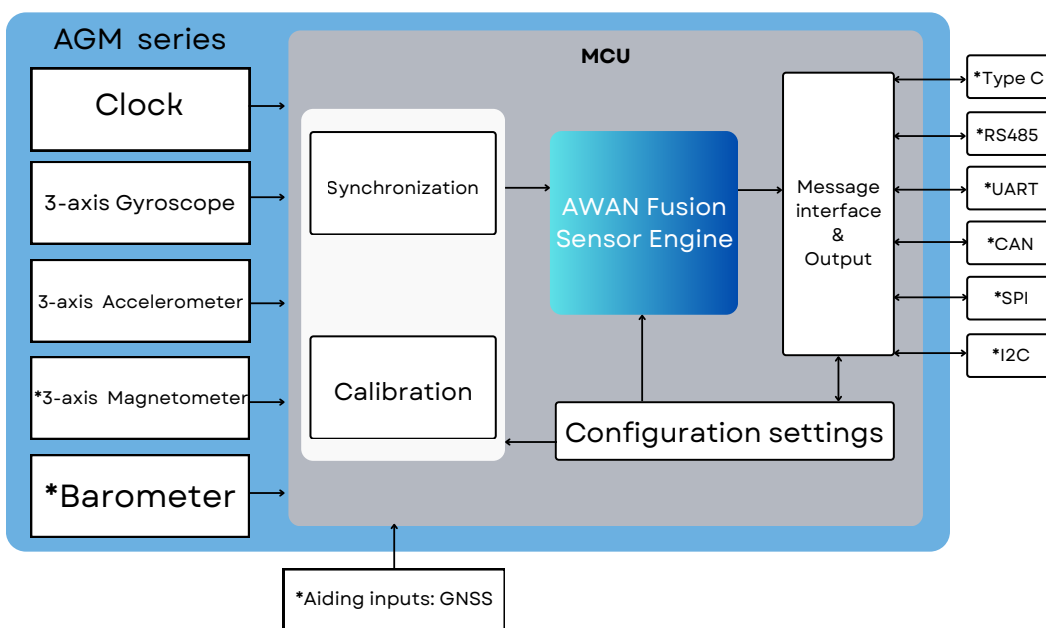 AGM series
MCU
Clock
3-axis Gyroscope
3-axis Accelerometer
*3-axis Magnetometer
*Barometer
Synchronization
Calibration
AWAN Fusion
Sensor Engine
Message
interface
&
Output
Configuration settings
*Type C
*RS485
*UART
*CAN
*SPI
*I2C
*Aiding inputs: GNSS